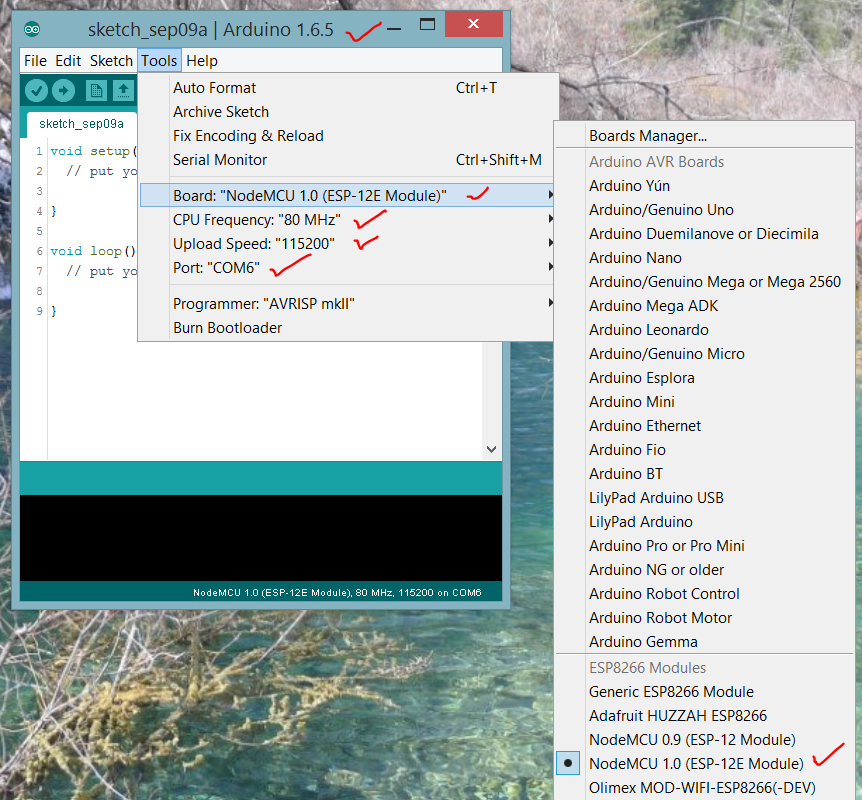 sketch_sep09a | Arduino 1.6.5
File Edit Sketch Tools Help
sketch_sep09a
1 void setup(
2 // put yo
3
4 }
5
6 void loop()
7 // put yo
8
9 }
Auto Format Ctrl+T
Archive Sketch
Fix Encoding & Reload
Serial Monitor Ctrl+Shift+M
Board: "NodeMCU 1.0 (ESP-12E Module)"
CPU Frequency: "80 MHz"
Upload Speed: "115200"
Port: "COM6"
Programmer: "AVRISP mkII"
Burn Bootloader
NodeMCU 1.0 (ESP-12E Module), 80 MHz, 115200 on COM6
Boards Manager...
Arduino AVR Boards
Arduino Yún
Arduino/Genuino Uno
Arduino Duemilanove or Diecimila
Arduino Nano
Arduino/Genuino Mega or Mega 2560
Arduino Mega ADK
Arduino Leonardo
Arduino/Genuino Micro
Arduino Esplora
Arduino Mini
Arduino Ethernet
Arduino Fio
Arduino BT
LilyPad Arduino USB
LilyPad Arduino
Arduino Pro or Pro Mini
Arduino NG or older
Arduino Robot Control
Arduino Robot Motor
Arduino Gemma
ESP8266 Modules
Generic ESP8266 Module
Adafruit HUZZAH ESP8266
NodeMCU 0.9 (ESP-12 Module)
NodeMCU 1.0 (ESP-12E Module)
Olimex MOD-WIFI-ESP8266(-DEV)